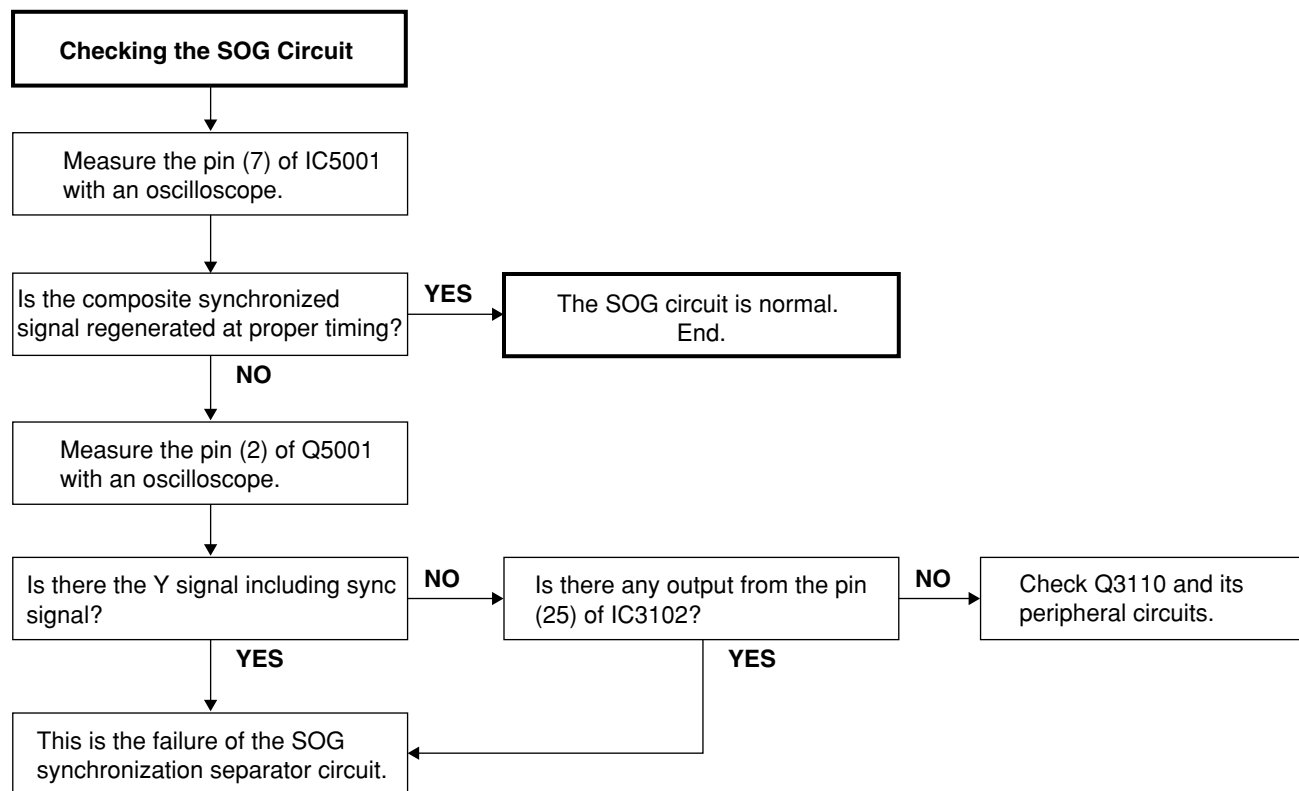 Checking the SOG Circuit
Measure the pin (7) of IC5001
with an oscilloscope.
Is the composite synchronized
signal regenerated at proper timing?
YES
The SOG circuit is normal.
End.
NO
Measure the pin (2) of Q5001
with an oscilloscope.
Is there the Y signal including sync
signal?
NO
Is there any output from the pin
(25) of IC3102?
NO
Check Q3110 and its
peripheral circuits.
YES
YES
This is the failure of the SOG
synchronization separator circuit.